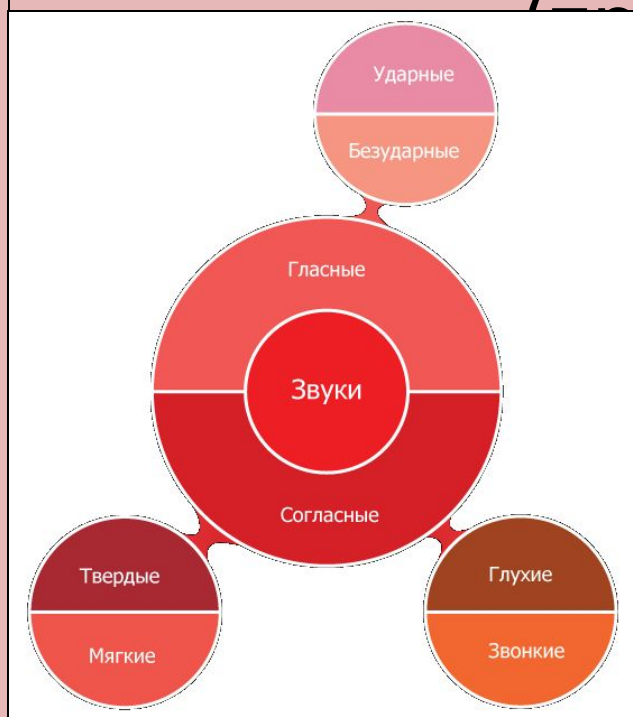 Ударные
Безударные
Гласные
Звуки
Согласные
Твердые
Мягкие
Глухие
Звонкие